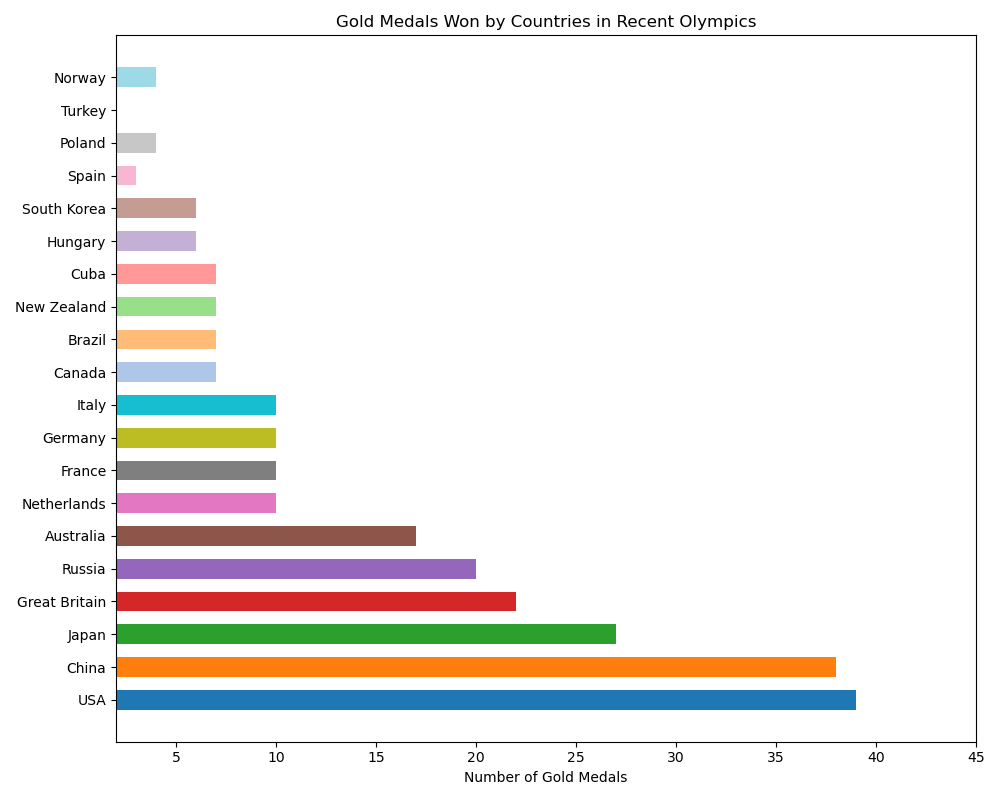 Gold Medals Won by Countries in Recent Olympics
Norway
Turkey
Poland
Spain
South Korea
Hungary
Cuba
New Zealand
Brazil
Canada
Italy
Germany
France
Netherlands
Australia
Russia
Great Britain
Japan
China
USA
5 10 15 20 25 30 35 40 45
Number of Gold Medals